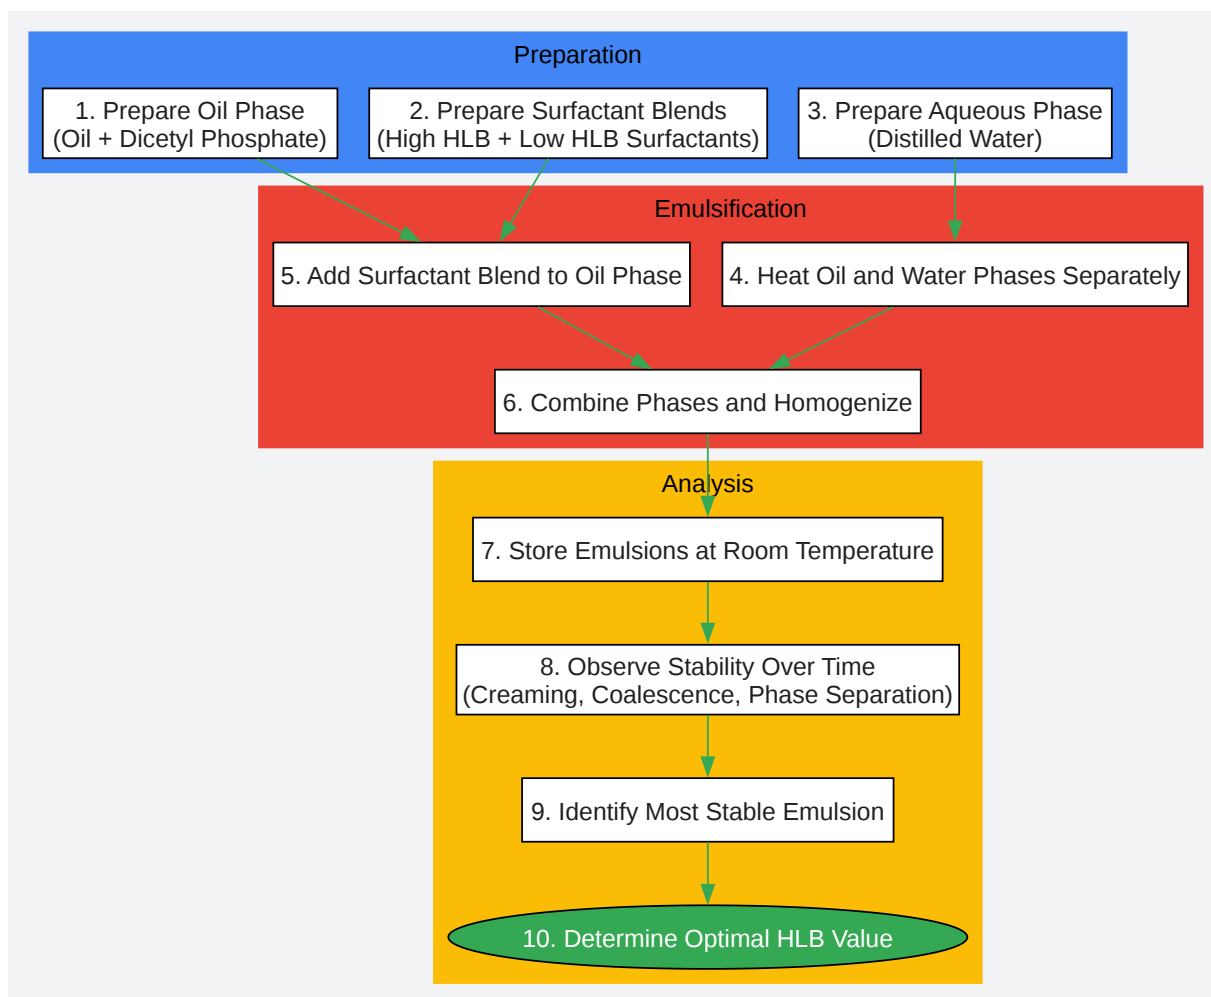 Preparation
1. Prepare Oil Phase
(Oil + Dicetyl Phosphate)
2. Prepare Surfactant Blends
(High HLB + Low HLB Surfactants)
3. Prepare Aqueous Phase
(Distilled Water)
Emulsification
5. Add Surfactant Blend to Oil Phase
4. Heat Oil and Water Phases Separately
6. Combine Phases and Homogenize
Analysis
7. Store Emulsions at Room Temperature
8. Observe Stability Over Time
(Creaming, Coalescence, Phase Separation)
9. Identify Most Stable Emulsion
10. Determine Optimal HLB Value